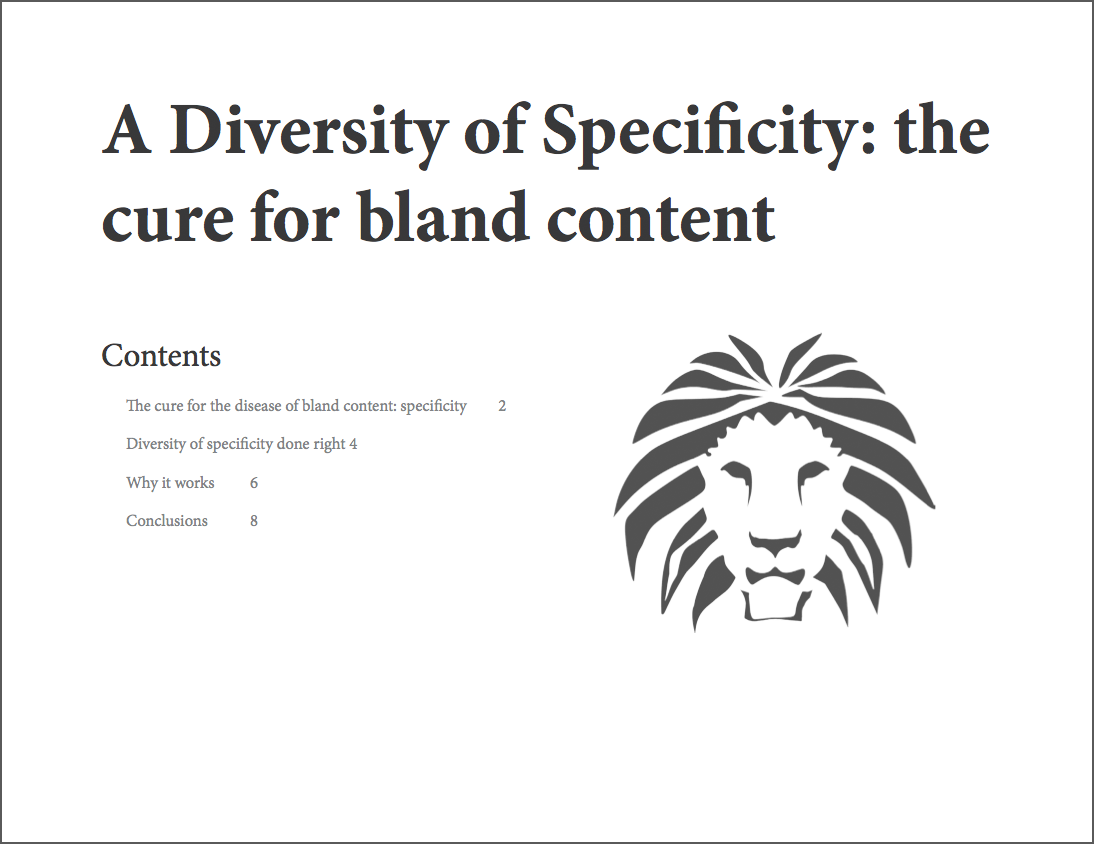 A Diversity of Specificity: the
cure for bland content
Contents
The cure for the disease of bland content: specificity 2
Diversity of specificity done right 4
Why it works 6
Conclusions 8